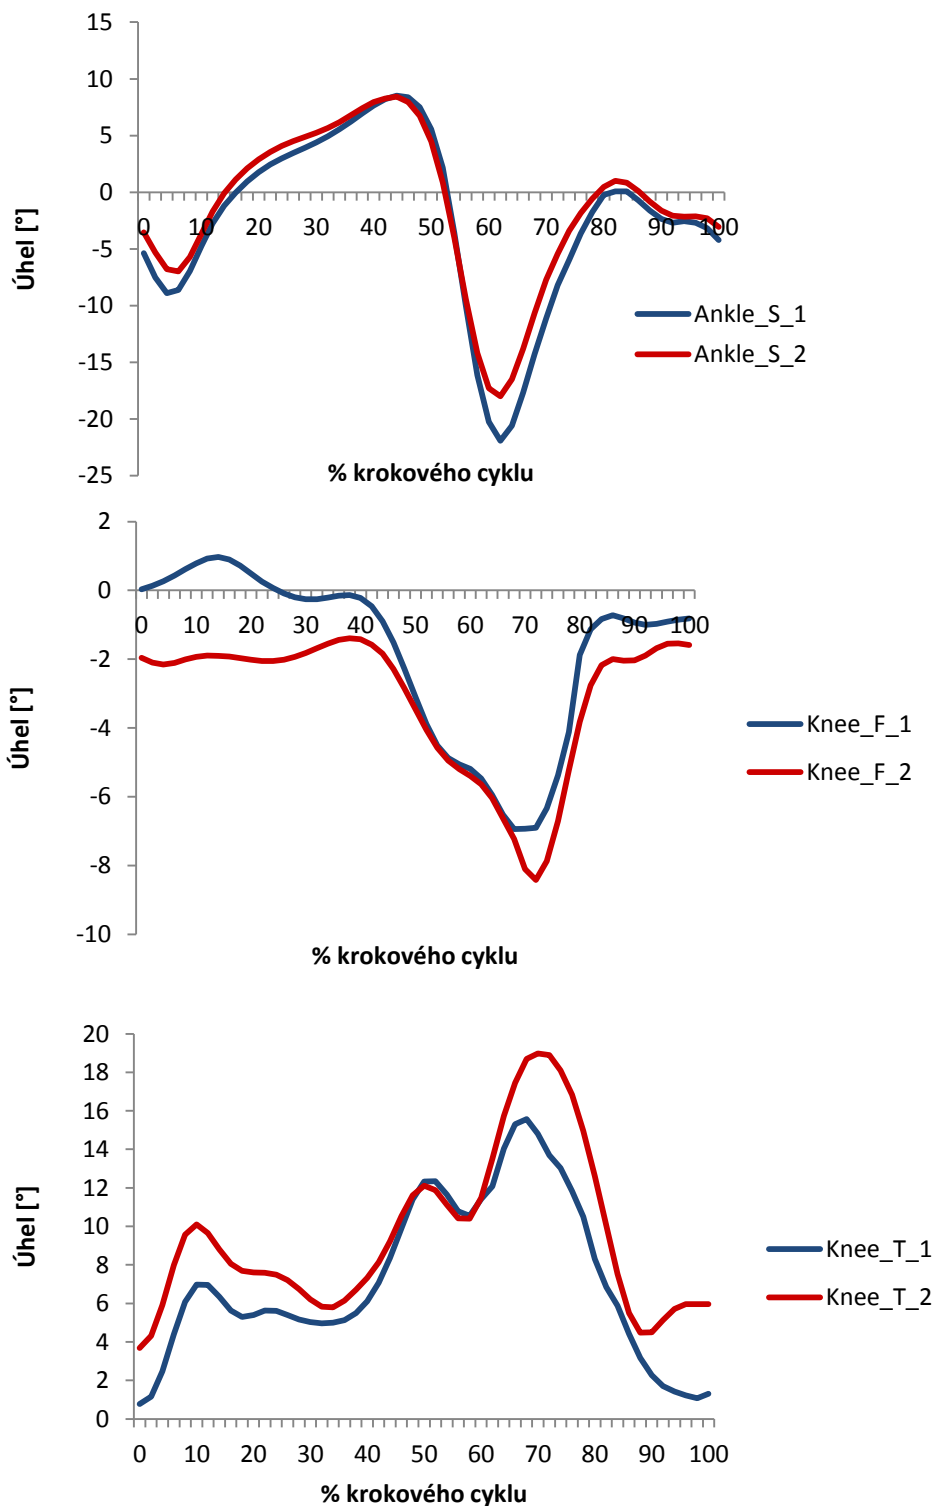 15
10
5
0
-5
-10
-15
-20
-25
Úhel [°]
0 10 20 30 40 50 60 70 80 90 100
Ankle_S_1
Ankle_S_2
% krokového cyklu
2
0
-2
-4
-6
-8
-10
Úhel [°]
0 10 20 30 40 50 60 70 80 90 100
Knee_F_1
Knee_F_2
% krokového cyklu
20
18
16
14
12
10
8
6
4
2
0
Úhel [°]
0 10 20 30 40 50 60 70 80 90 100
Knee_T_1
Knee_T_2
% krokového cyklu